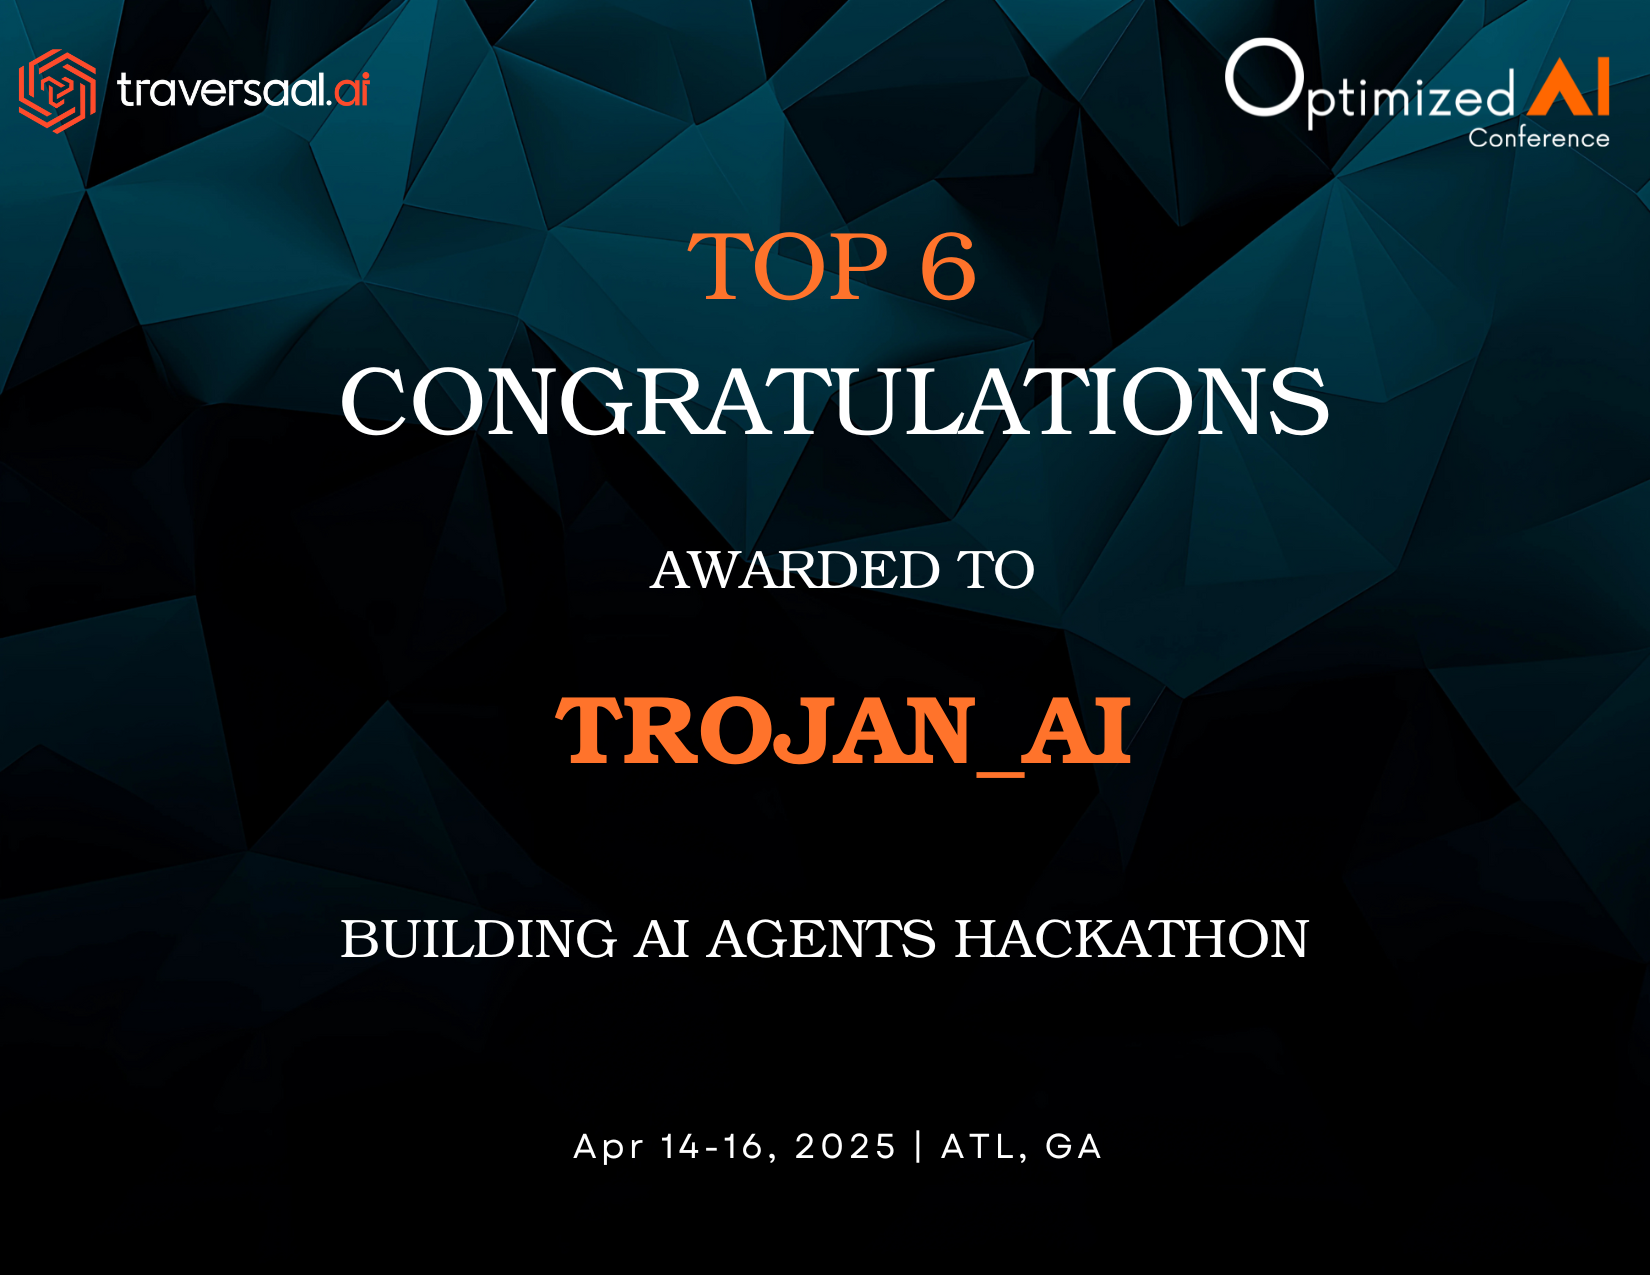 traversaal.ai
Optimized AI
Conference
TOP 6
CONGRATULATIONS
AWARDED TO
TROJAN_AI
BUILDING AI AGENTS HACKATHON
Apr 14-16, 2025 | ATL, GA